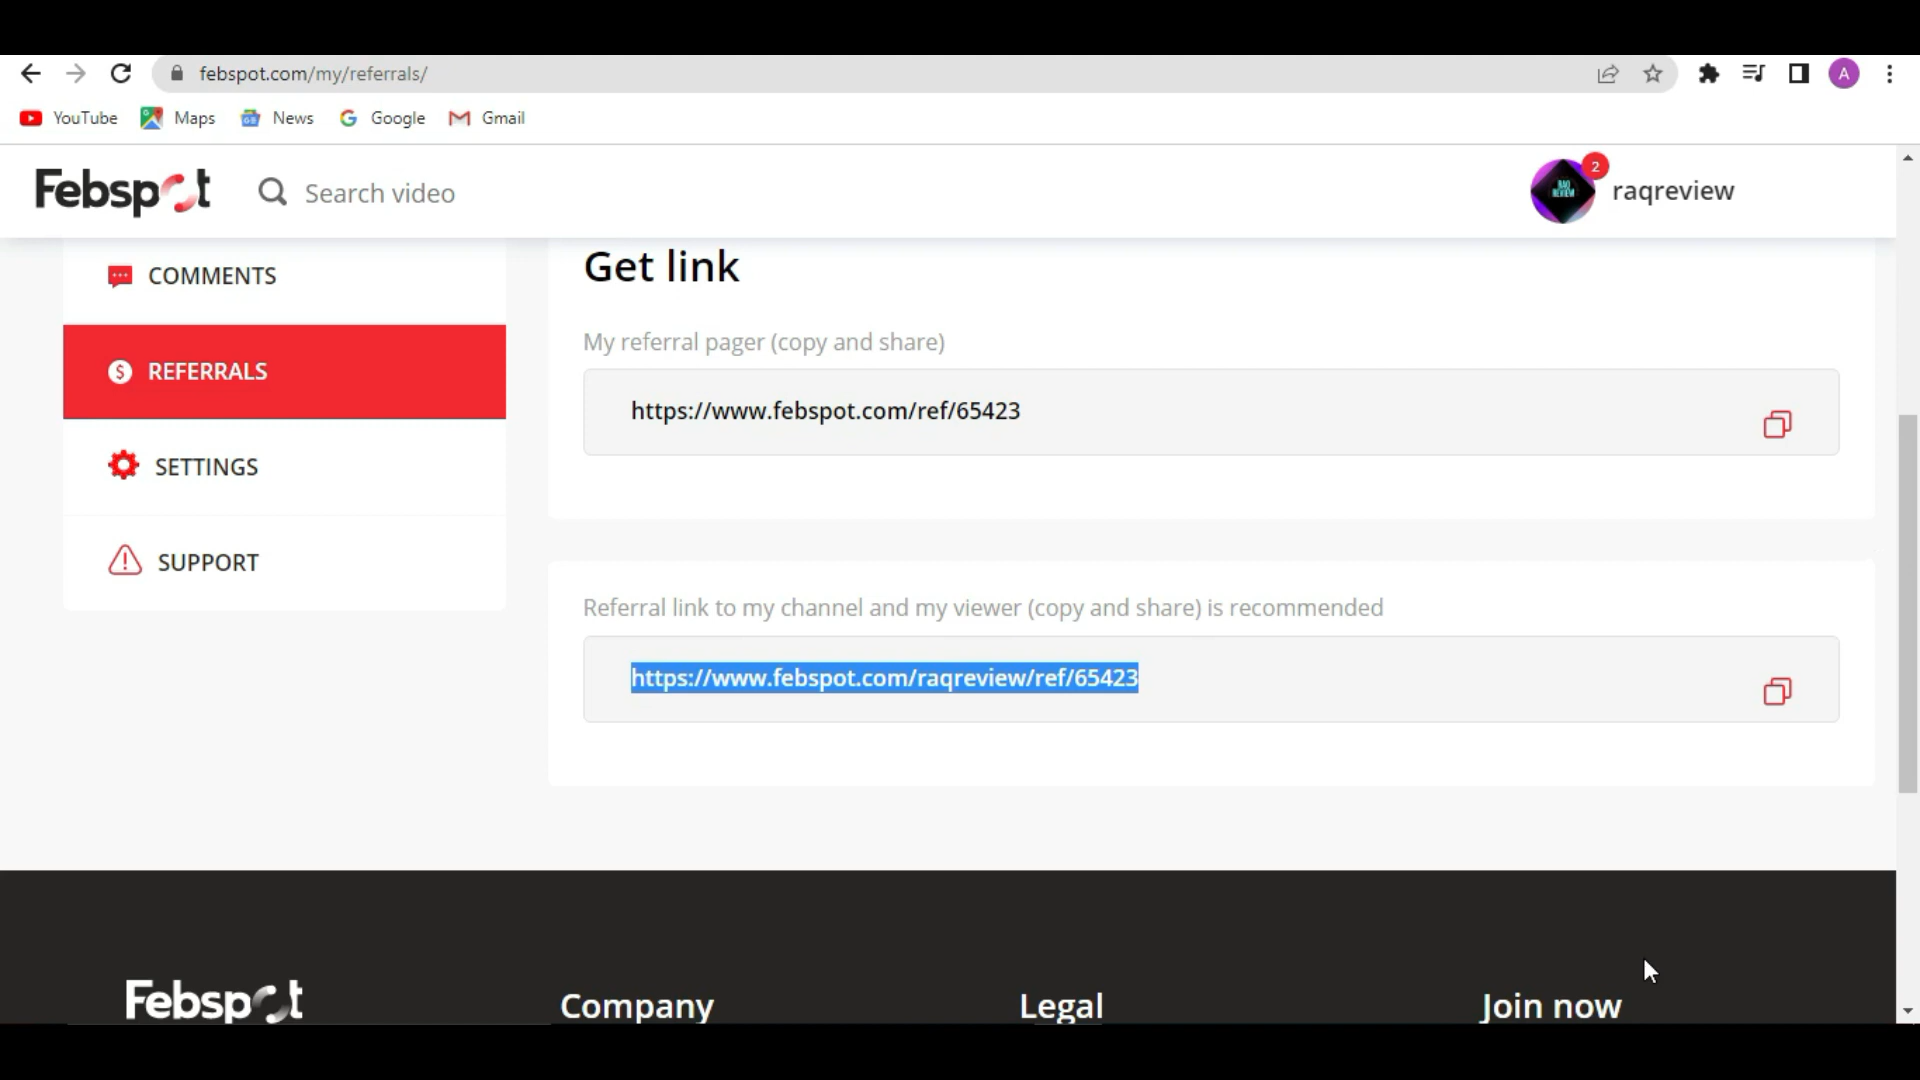 febspot.com/my/referrals/
A
YouTube Maps News Google Gmail
Febspot Search video 2 raqreview
COMMENTS
REFERRALS
SETTINGS
SUPPORT
Get link
My referral pager (copy and share)
https://www.febspot.com/ref/65423
Referral link to my channel and my viewer (copy and share) is recommended
https://www.febspot.com/raqreview/ref/65423
Febspot Company Legal Join now